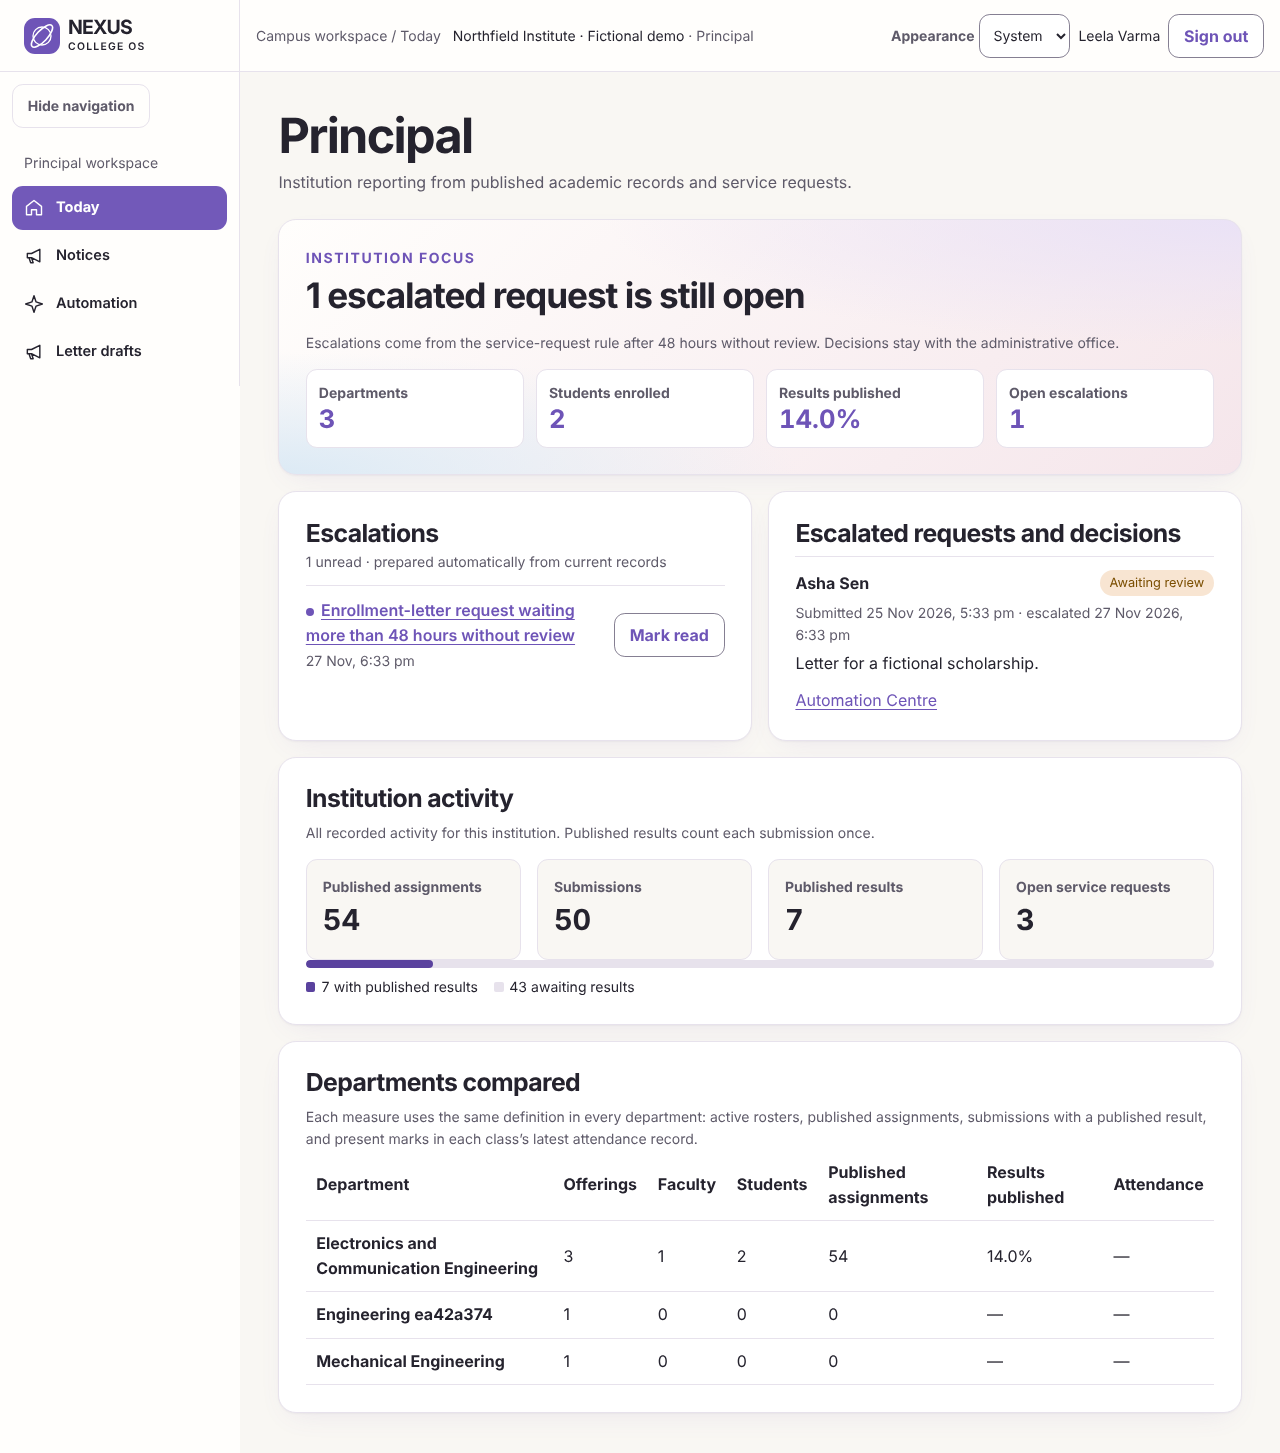 NEXUS
COLLEGE OS
Campus workspace / Today Northfield Institute · Fictional demo · Principal
Appearance System Leela Varma Sign out
Hide navigation
Principal workspace
Today
Notices
Automation
Letter drafts
Principal
Institution reporting from published academic records and service requests.
INSTITUTION FOCUS
1 escalated request is still open
Escalations come from the service-request rule after 48 hours without review. Decisions stay with the administrative office.
Departments
3
Students enrolled
2
Results published
14.0%
Open escalations
1
Escalations
1 unread · prepared automatically from current records
Enrollment-letter request waiting
more than 48 hours without review
27 Nov, 6:33 pm
Mark read
Escalated requests and decisions
Asha Sen Awaiting review
Submitted 25 Nov 2026, 5:33 pm · escalated 27 Nov 2026,
6:33 pm
Letter for a fictional scholarship.
Automation Centre
Institution activity
All recorded activity for this institution. Published results count each submission once.
Published assignments
54
Submissions
50
Published results
7
Open service requests
3
7 with published results 43 awaiting results
Departments compared
Each measure uses the same definition in every department: active rosters, published assignments, submissions with a published result,
and present marks in each class’s latest attendance record.
Department Offerings Faculty Students Published assignments Results published Attendance
Electronics and
Communication Engineering 3 1 2 54 14.0% —
Engineering ea42a374 1 0 0 0 — —
Mechanical Engineering 1 0 0 0 — —